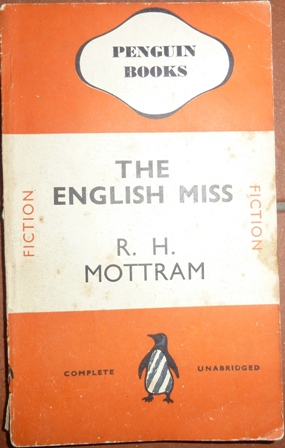 PENGUIN
BOOKS
THE
ENGLISH MISS
R. H.
MOTTRAM
FICTION
FICTION
COMPLETE
UNABRIDGED